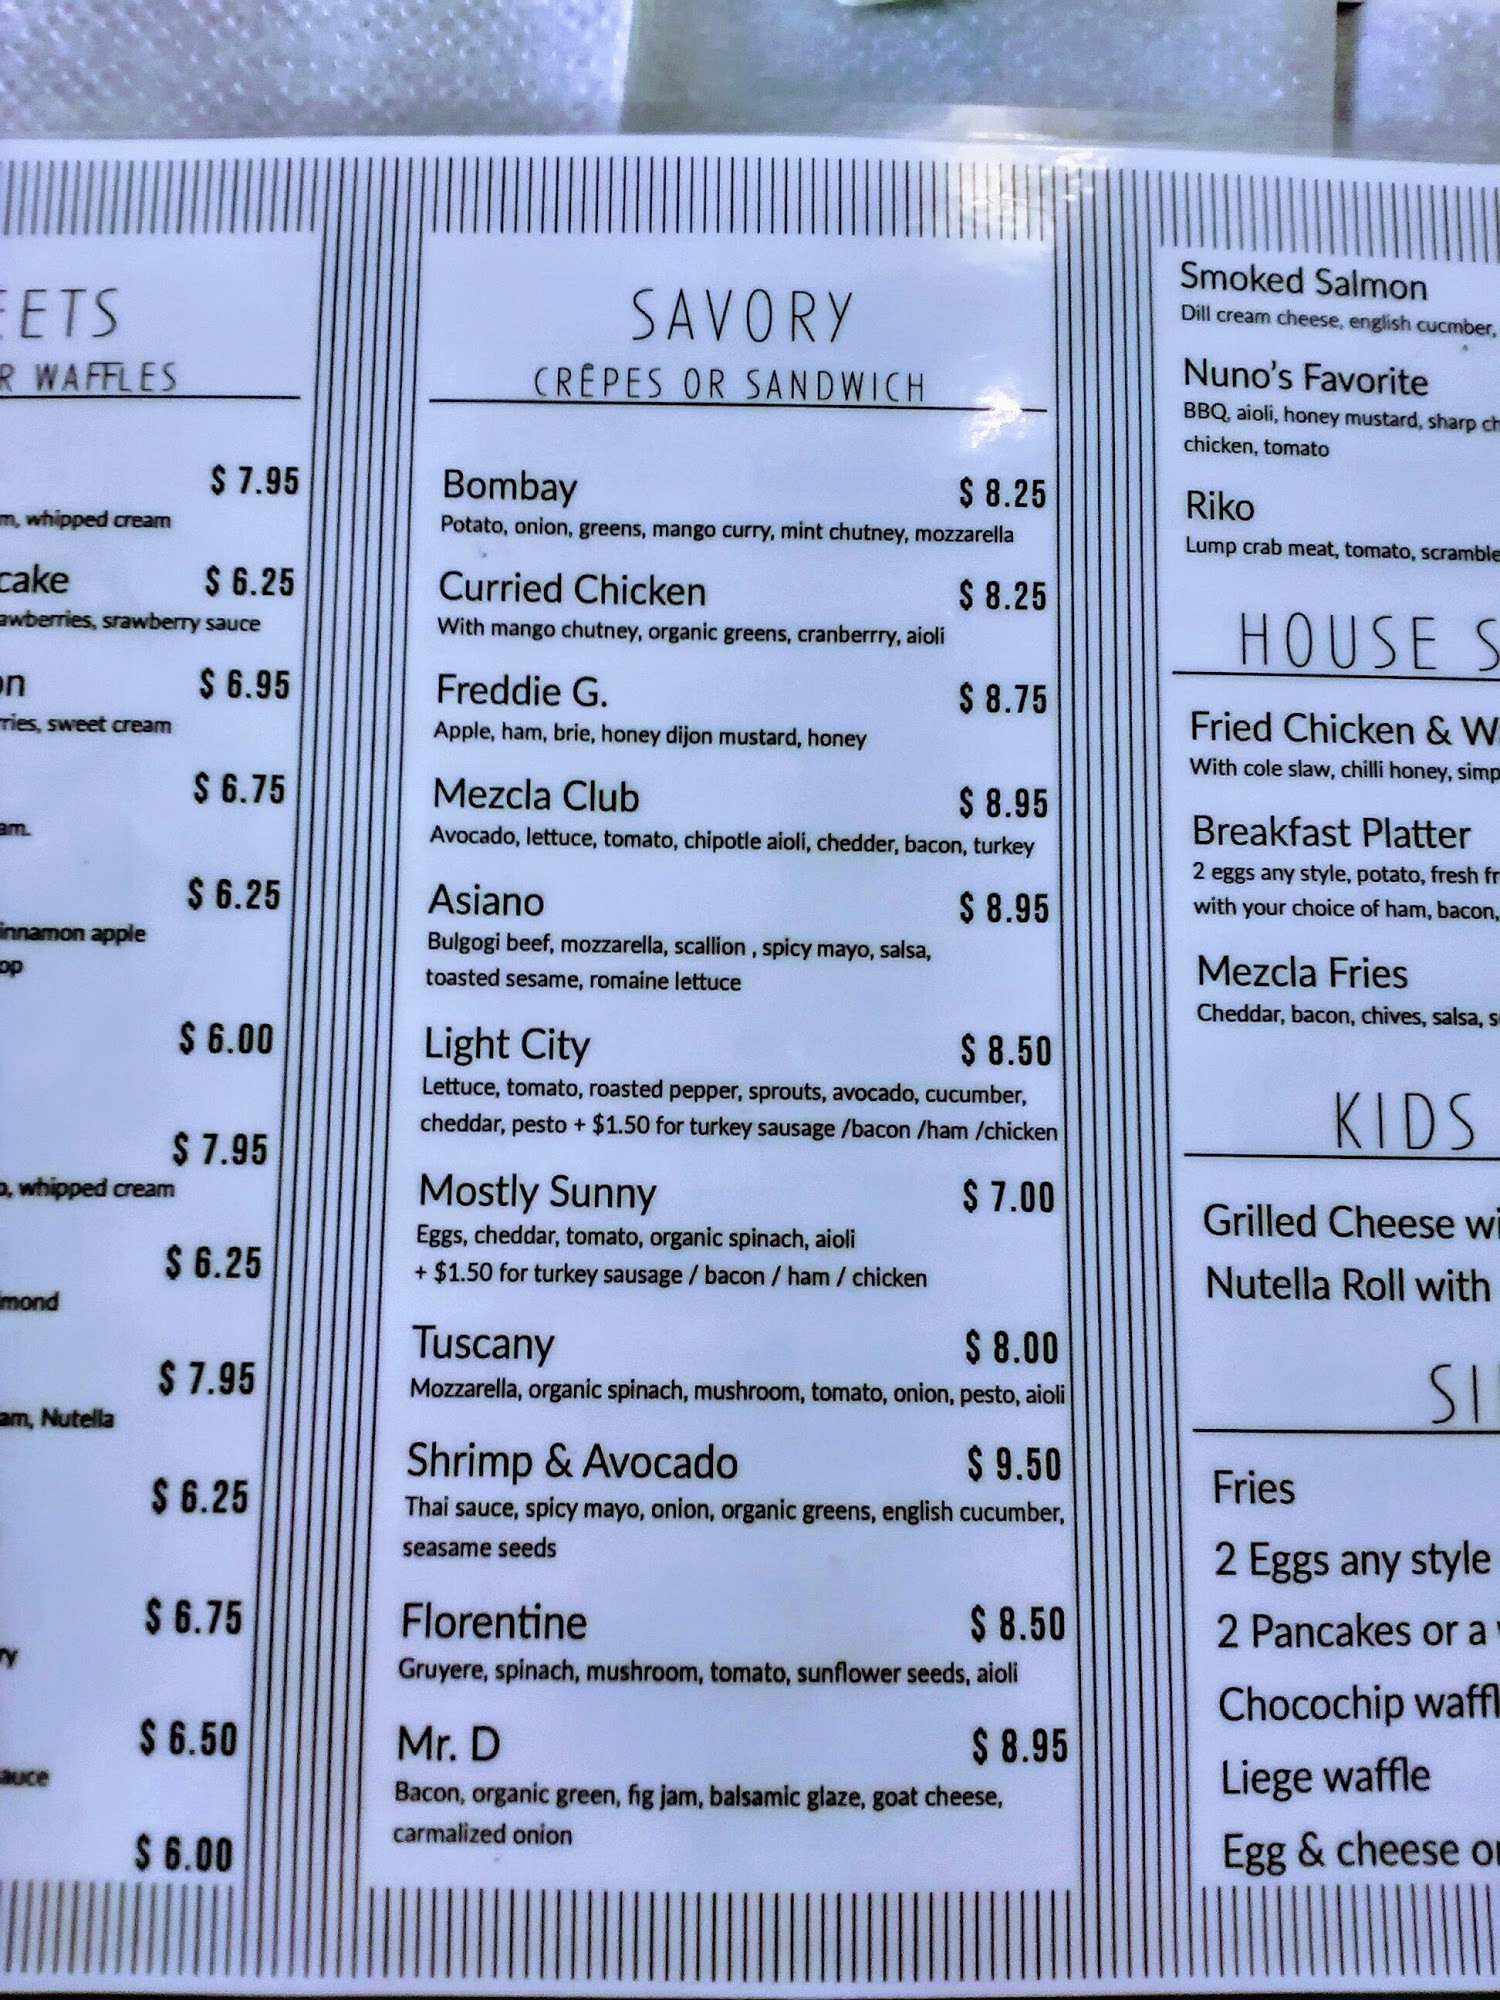 WAFFLES
$ 7.95
whipped cream
cake $ 6.25
srawberry sauce
$ 6.95
sweet cream
$ 6.75
$ 6.25
apple
$ 6.00
$ 7.95
whipped cream
$ 6.25
$ 7.95
Nutella
$ 6.25
$ 6.75
$ 6.50
$ 6.00
SAVORY
CRÊPES OR SANDWICH
Bombay $ 8.25
Potato, onion, greens, mango curry, mint chutney, mozzarella
Curried Chicken $ 8.25
With mango chutney, organic greens, cranberrry, aioli
Freddie G. $ 8.75
Apple, ham, brie, honey dijon mustard, honey
Mezcla Club $ 8.95
Avocado, lettuce, tomato, chipotle aioli, chedder, bacon, turkey
Asiano $ 8.95
Bulgogi beef, mozzarella, scallion , spicy mayo, salsa,
toasted sesame, romaine lettuce
Light City $ 8.50
Lettuce, tomato, roasted pepper, sprouts, avocado, cucumber,
cheddar, pesto + $1.50 for turkey sausage /bacon /ham /chicken
Mostly Sunny $ 7.00
Eggs, cheddar, tomato, organic spinach, aioli
+ $1.50 for turkey sausage / bacon / ham / chicken
Tuscany $ 8.00
Mozzarella, organic spinach, mushroom, tomato, onion, pesto, aioli
Shrimp & Avocado $ 9.50
Thai sauce, spicy mayo, onion, organic greens, english cucumber,
seasame seeds
Florentine $ 8.50
Gruyere, spinach, mushroom, tomato, sunflower seeds, aioli
Mr. D $ 8.95
Bacon, organic green, fig jam, balsamic glaze, goat cheese,
carmalized onion
Smoked Salmon
Dill cream cheese, english cucmber,
Nuno's Favorite
BBQ, aioli, honey mustard, sharp
chicken, tomato
Riko
Lump crab meat, tomato,
HOUSE
Fried Chicken &
With cole slaw, chilli honey,
Breakfast Platter
2 eggs any style, potato, fresh
with your choice of ham, bacon,
Mezcla Fries
Cheddar, bacon, chives, salsa,
KIDS
Grilled Cheese
Nutella Roll with
Fries
2 Eggs any style
2 Pancakes or a
Chocochip
Liege waffle
Egg & cheese